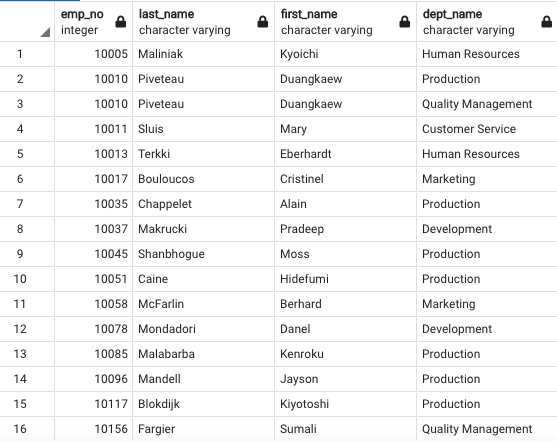 emp_no last_name first_name dept_name
integer character varying character varying character varying
1 10005 Maliniak Kyoichi Human Resources
2 10010 Piveteau Duangkaew Production
3 10010 Piveteau Duangkaew Quality Management
4 10011 Sluis Mary Customer Service
5 10013 Terkki Eberhardt Human Resources
6 10017 Bouloucos Cristinel Marketing
7 10035 Chappelet Alain Production
8 10037 Makrucki Pradeep Development
9 10045 Shanbhogue Moss Production
10 10051 Caine Hidefumi Production
11 10058 McFarlin Berhard Marketing
12 10078 Mondadori Danel Development
13 10085 Malabarba Kenroku Production
14 10096 Mandell Jayson Production
15 10117 Blokdijk Kiyotoshi Production
16 10156 Fargier Sumali Quality Management